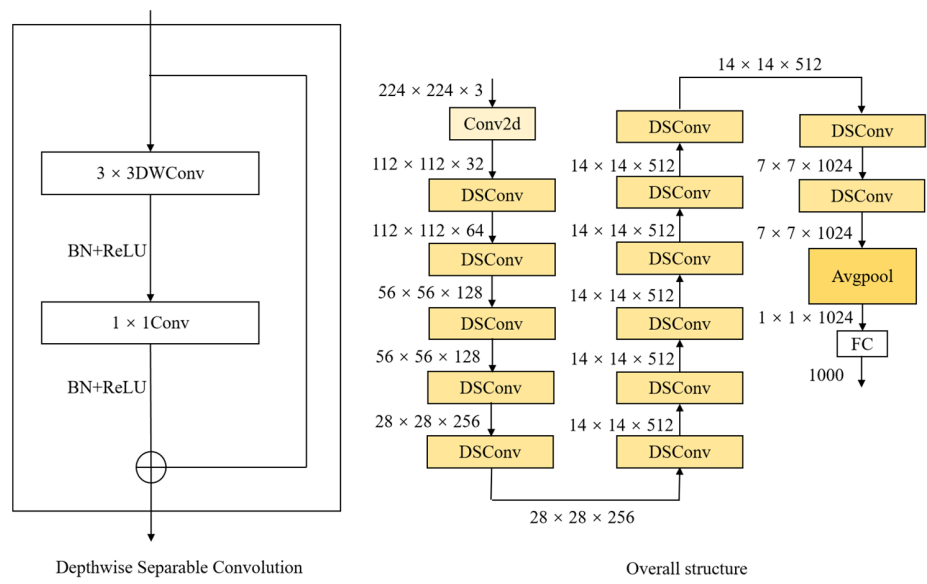 3 × 3DWConv
BN+ReLU
1 × 1Conv
BN+ReLU
Depthwise Separable Convolution
224 × 224 × 3
Conv2d
112 × 112 × 32
DSConv
112 × 112 × 64
DSConv
56 × 56 × 128
DSConv
56 × 56 × 128
DSConv
28 × 28 × 256
DSConv
28 × 28 × 256
DSConv
14 × 14 × 512
DSConv
14 × 14 × 512
DSConv
14 × 14 × 512
DSConv
14 × 14 × 512
DSConv
14 × 14 × 512
DSConv
14 × 14 × 512
DSConv
7 × 7 × 1024
DSConv
7 × 7 × 1024
Avgpool
1 × 1 × 1024
FC
1000
Overall structure